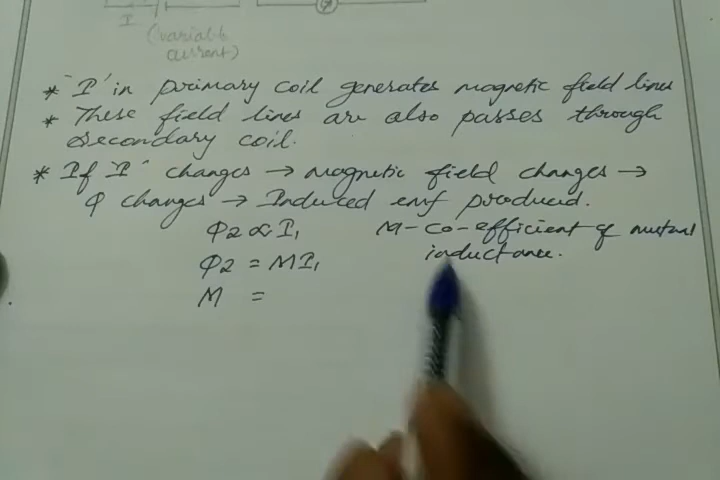 I
(variable
current)
* 'I' in primary coil generates magnetic field lines
* These field lines are also passes through
secondary coil.
* If 'I' changes → magnetic field changes →
φ changes → Induced emf produced.
φ2 ∝ I1 M-Co-efficient of mutual
φ2 = MI1 inductance.
M =